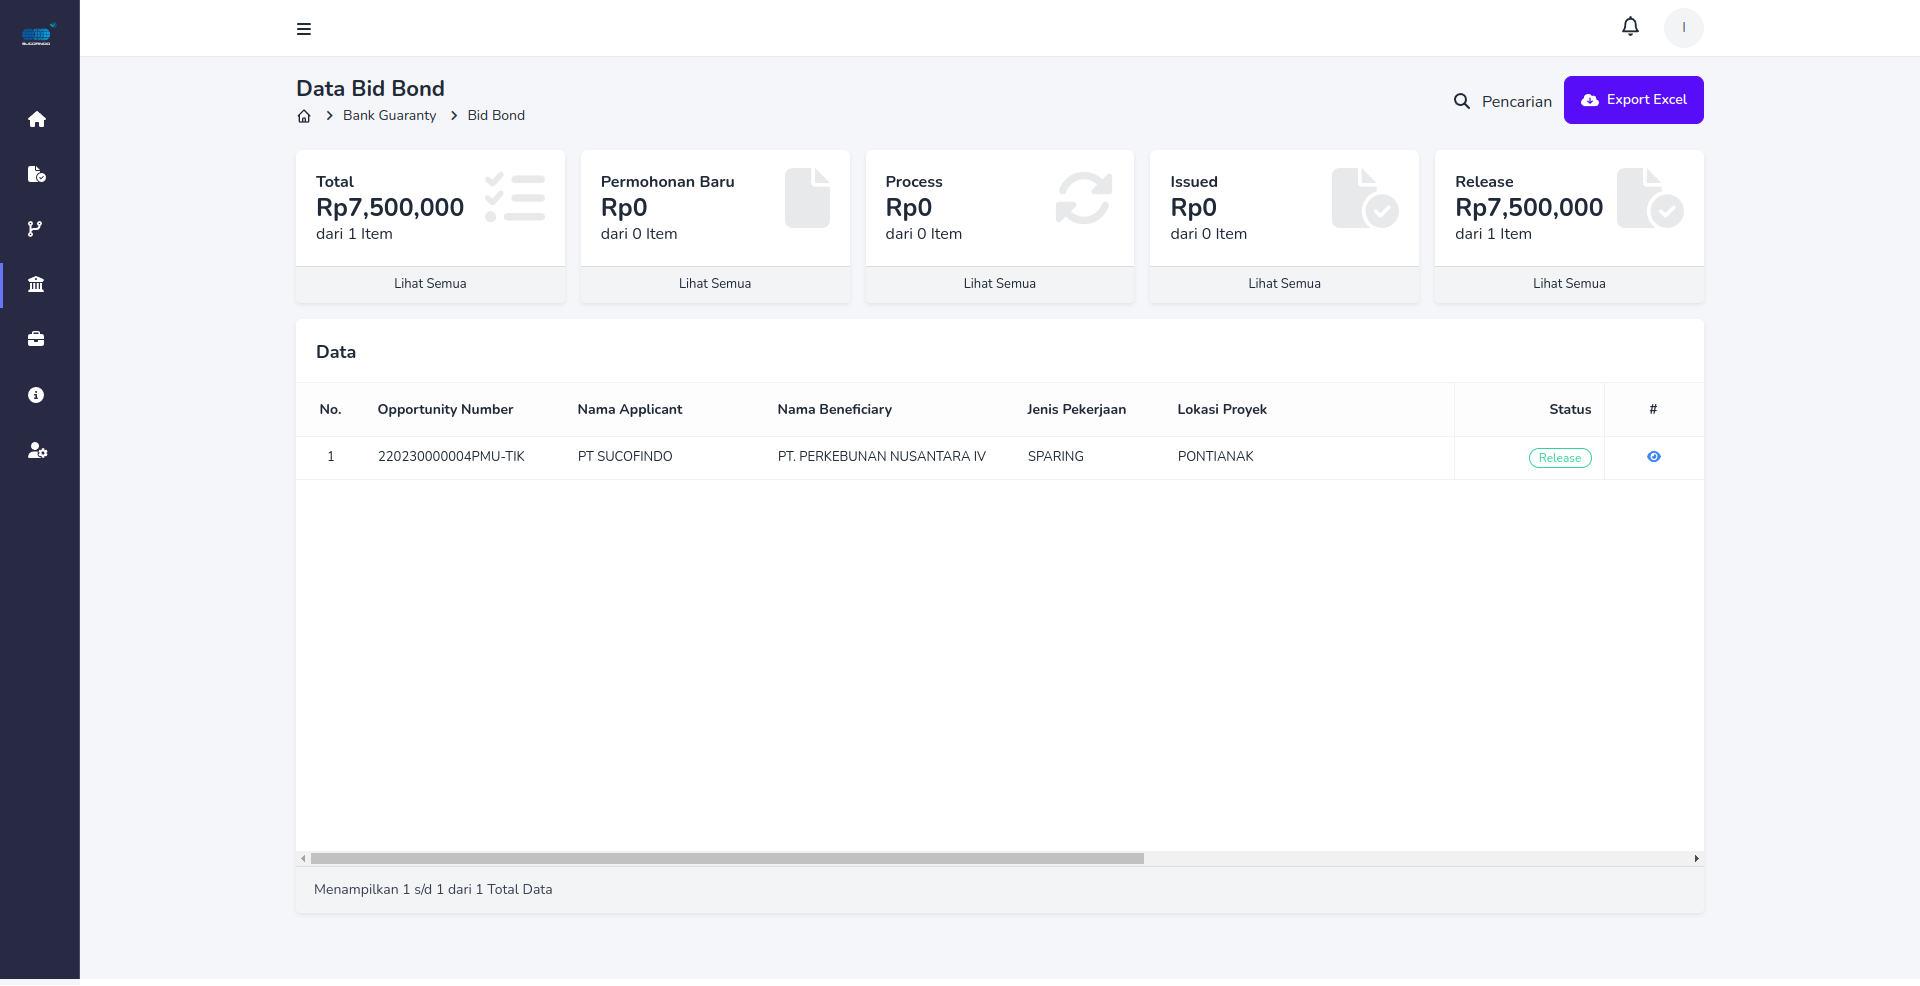 SUCOFINDO
I
Data Bid Bond
Bank Guaranty
Bid Bond
Pencarian
Export Excel
Total
Rp7,500,000
dari 1 Item
Lihat Semua
Permohonan Baru
Rp0
dari 0 Item
Lihat Semua
Process
Rp0
dari 0 Item
Lihat Semua
Issued
Rp0
dari 0 Item
Lihat Semua
Release
Rp7,500,000
dari 1 Item
Lihat Semua
Data
No. Opportunity Number Nama Applicant Nama Beneficiary Jenis Pekerjaan Lokasi Proyek Status #
1 220230000004PMU-TIK PT SUCOFINDO PT. PERKEBUNAN NUSANTARA IV SPARING PONTIANAK Release
Menampilkan 1 s/d 1 dari 1 Total Data